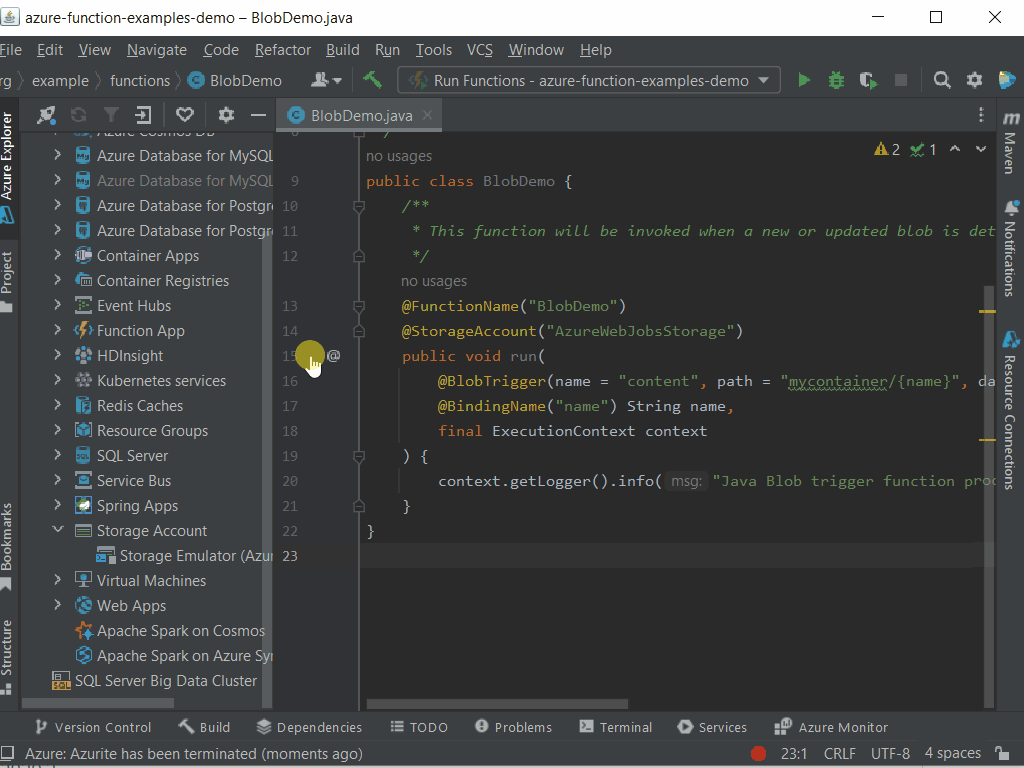 azure-function-examples-demo – BlobDemo.java
File Edit View Navigate Code Refactor Build Run Tools VCS Window Help
rg example functions BlobDemo Run Functions - azure-function-examples-demo
BlobDemo.java
Azure Explorer
Project
Bookmarks
Structure
Azure Cosmos DB
Azure Database for MySQL
Azure Database for MySQL
Azure Database for Postgre
Azure Database for Postgre
Container Apps
Container Registries
Event Hubs
Function App
HDInsight
Kubernetes services
Redis Caches
Resource Groups
SQL Server
Service Bus
Spring Apps
Storage Account
Storage Emulator (Azur
Virtual Machines
Web Apps
Apache Spark on Cosmos
Apache Spark on Azure Syn
SQL Server Big Data Cluster
2 1
8 */
no usages
9 public class BlobDemo {
10 /**
11 * This function will be invoked when a new or updated blob is det
12 */
no usages
13 @FunctionName("BlobDemo")
14 @StorageAccount("AzureWebJobsStorage")
15 @ public void run(
16 @BlobTrigger(name = "content", path = "mycontainer/{name}", da
17 @BindingName("name") String name,
18 final ExecutionContext context
19 ) {
20 context.getLogger().info( msg: "Java Blob trigger function proc
21 }
22 }
23
m Maven
Notifications
Resource Connections
Version Control Build Dependencies TODO Problems Terminal Services Azure Monitor
Azure: Azurite has been terminated (moments ago) 23:1 CRLF UTF-8 4 spaces